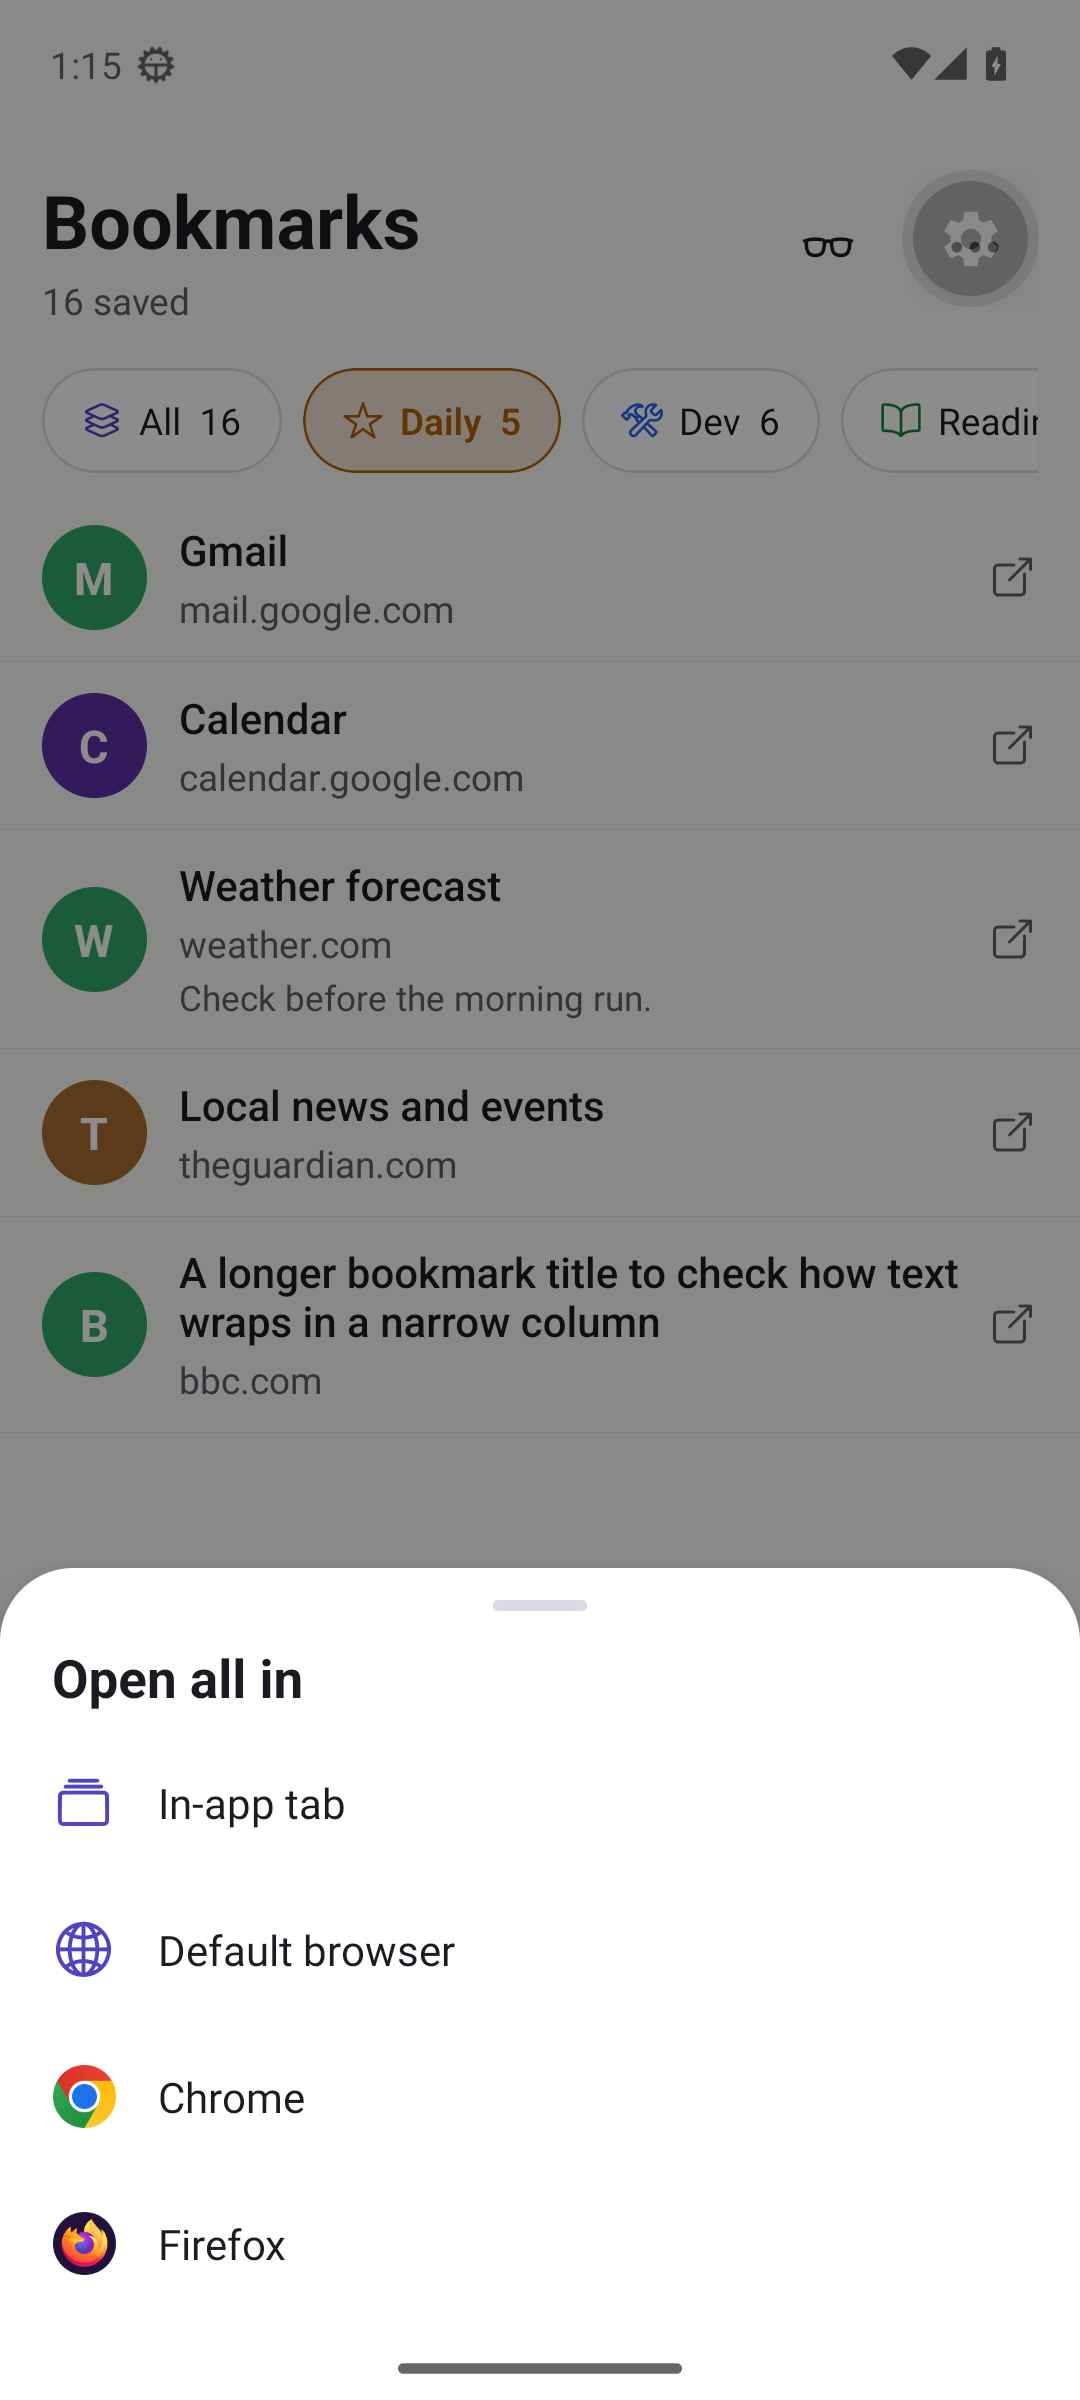 1:15
Bookmarks
16 saved
All 16
Daily 5
Dev 6
Readin
M
Gmail
mail.google.com
C
Calendar
calendar.google.com
W
Weather forecast
weather.com
Check before the morning run.
T
Local news and events
theguardian.com
B
A longer bookmark title to check how text
wraps in a narrow column
bbc.com
Open all in
In-app tab
Default browser
Chrome
Firefox